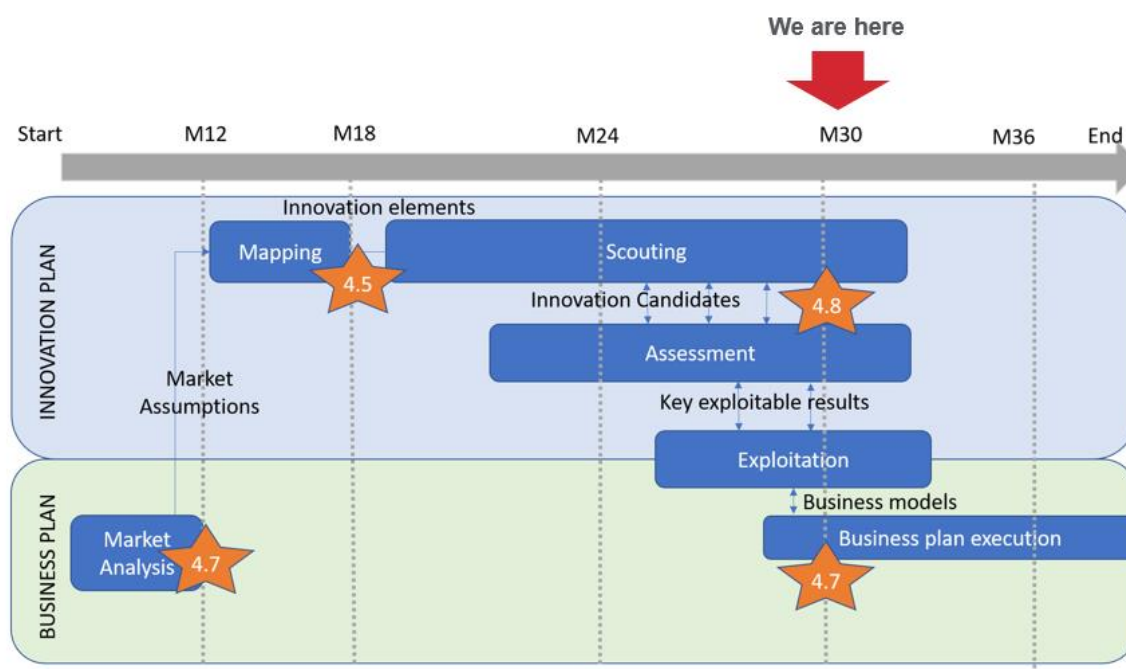 We are here
Start
M12
M18
M24
M30
M36
End
INNOVATION PLAN
Innovation elements
Mapping
Scouting
4.5
Innovation Candidates
4.8
Assessment
Market
Assumptions
Key exploitable results
Exploitation
BUSINESS PLAN
Business models
Market
Analysis
4.7
Business plan execution
4.7